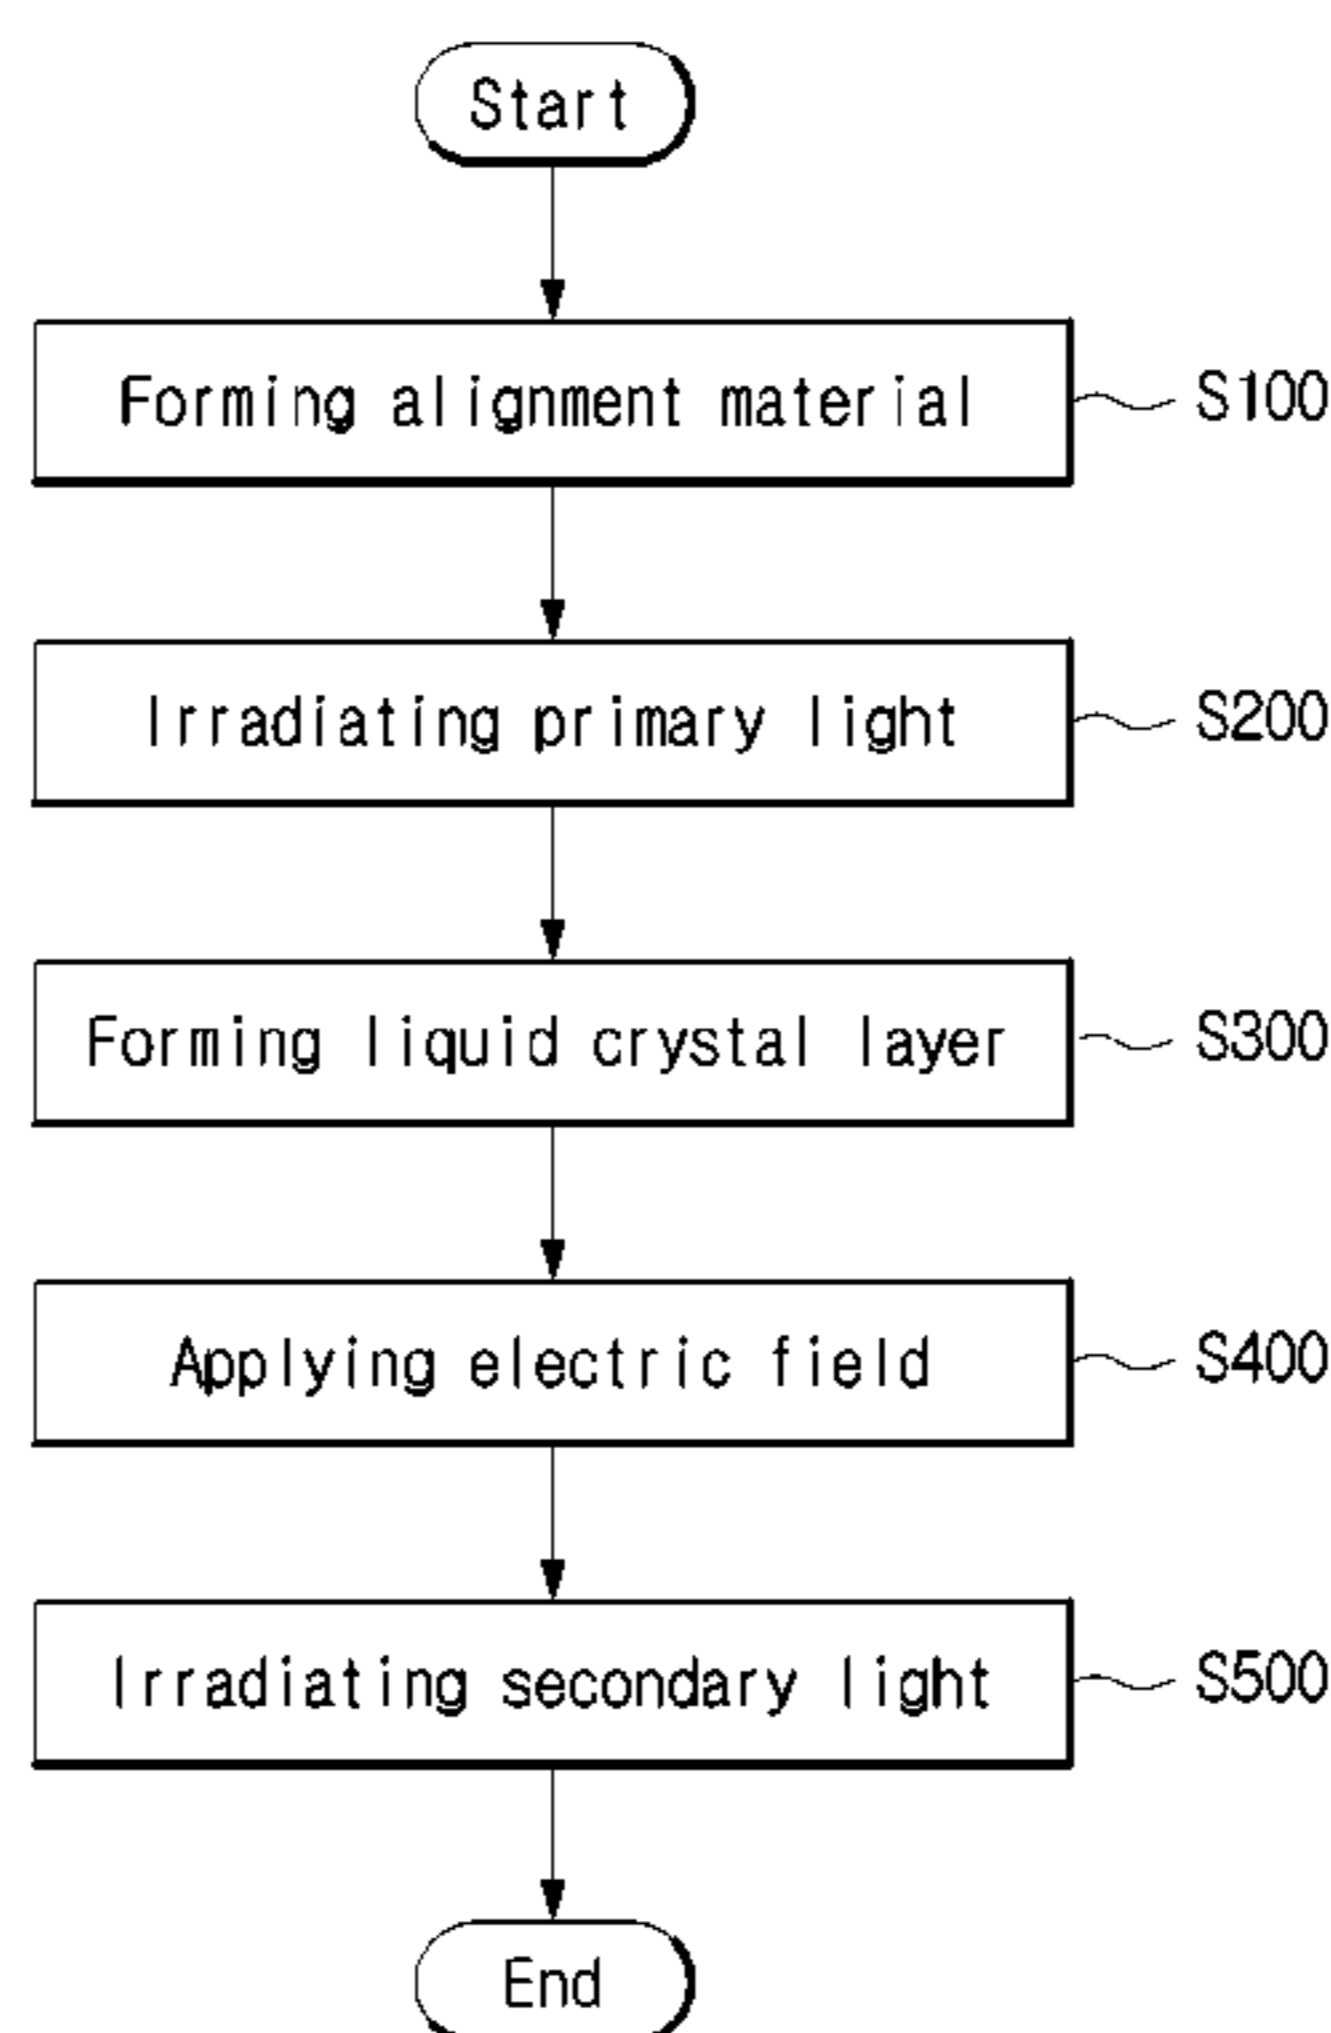 Start
Forming alignment material S100
Irradiating primary light S200
Forming liquid crystal layer S300
Applying electric field S400
Irradiating secondary light S500
End